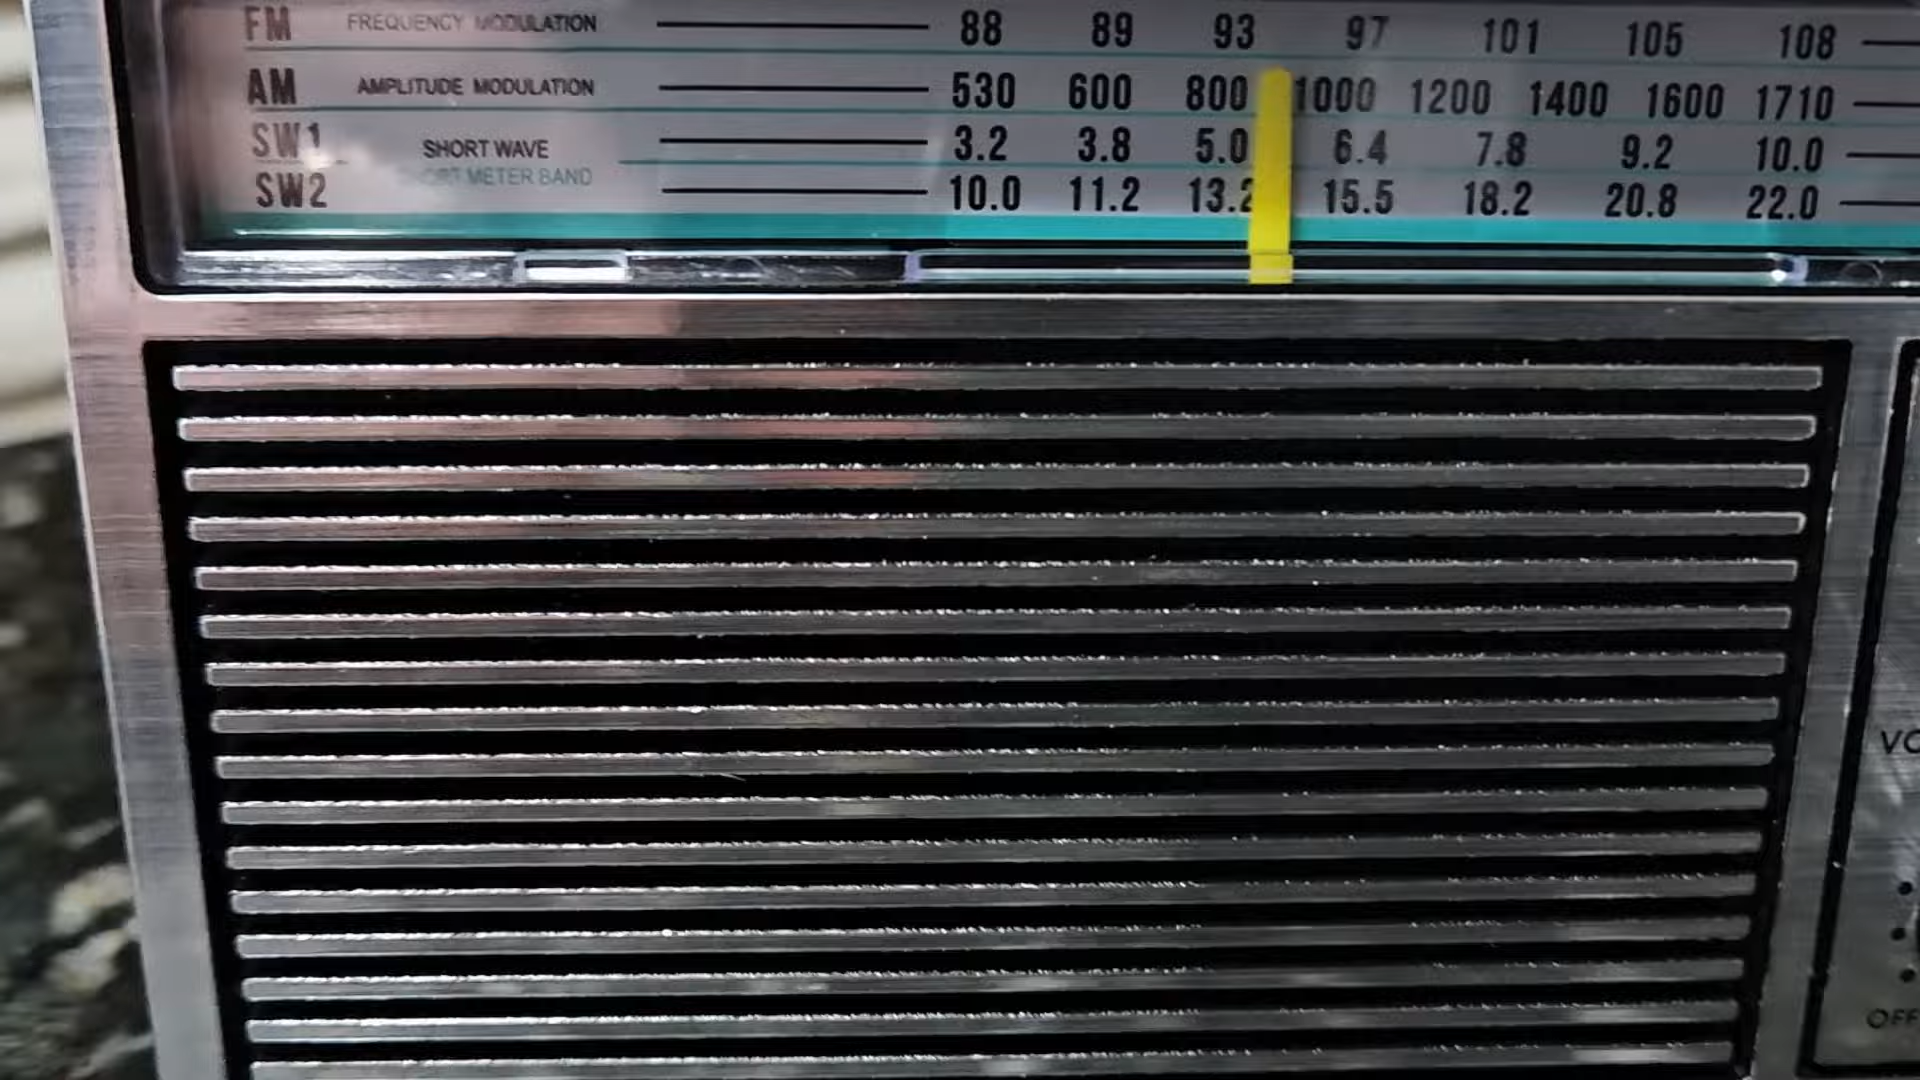 FM FREQUENCY MODULATION 88 89 93 97 101 105 108
AM AMPLITUDE MODULATION 530 600 800 1000 1200 1400 1600 1710
SW1 SHORT WAVE 3.2 3.8 5.0 6.4 7.8 9.2 10.0
METER BAND
SW2 10.0 11.2 13.2 15.5 18.2 20.8 22.0
OFF